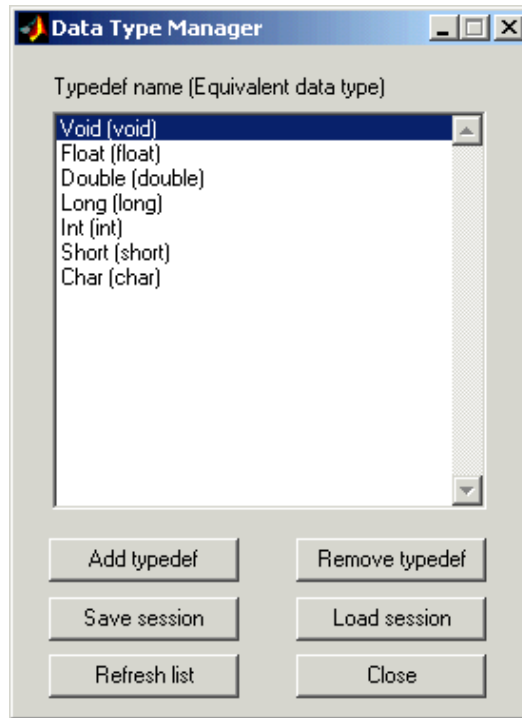 Data Type Manager
Typedef name (Equivalent data type)
Void (void)
Float (float)
Double (double)
Long (long)
Int (int)
Short (short)
Char (char)
Add typedef
Remove typedef
Save session
Load session
Refresh list
Close